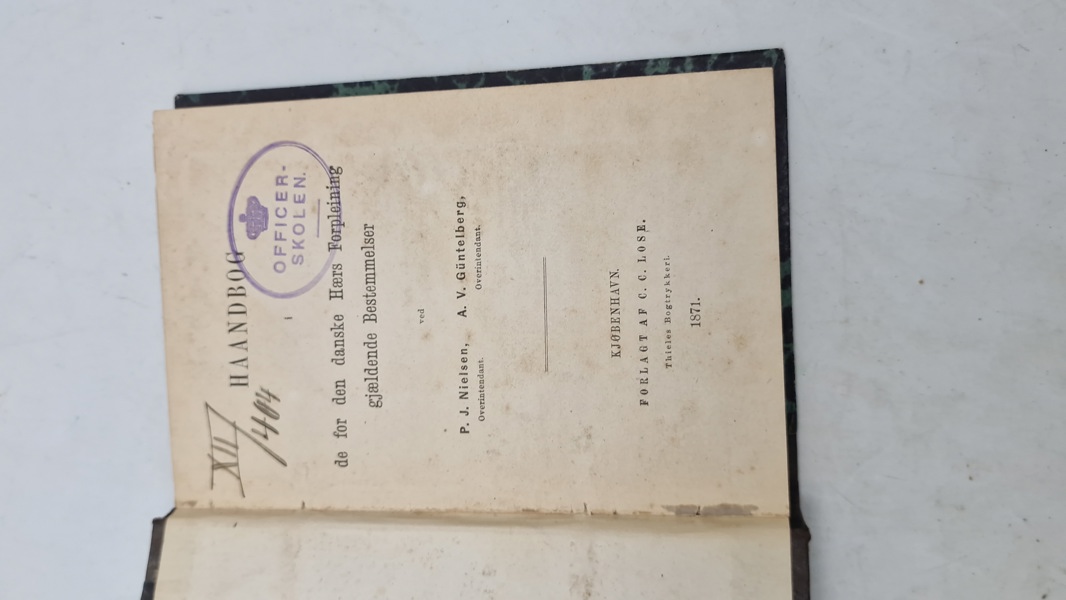 XII/404
HAANDBOG
OFFICER-
SKOLEN.
i
de for den danske Hærs Forpleining
gjældende Bestemmelser
ved
P. J. Nielsen, A. V. Güntelberg,
Overintendant. Overintendant.
KJØBENHAVN.
FORLAGT AF C. C. LOSE.
Thieles Bogtrykkeri.
1871.